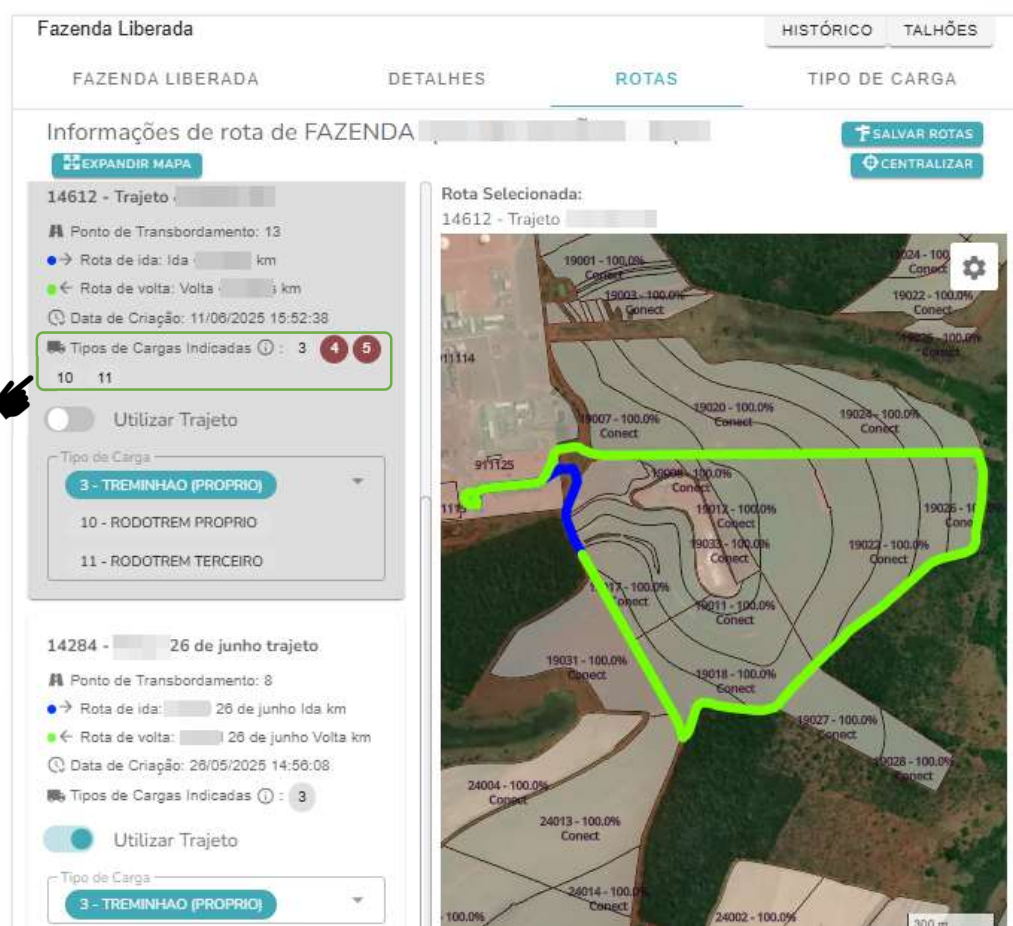 Fazenda Liberada
HISTÓRICO TALHÕES
FAZENDA LIBERADA DETALHES ROTAS TIPO DE CARGA
Informações de rota de FAZENDA
SALVAR ROTAS
EXPANDIR MAPA
CENTRALIZAR
14612 - Trajeto
Ponto de Transbordamento: 13
Rota de ida: Ida km
Rota de volta: Volta km
Data de Criação: 11/06/2025 15:52:38
Tipos de Cargas Indicadas : 3 4 5
10 11
Utilizar Trajeto
Tipo de Carga
3 - TREMINHAO (PROPRIO)
10 - RODOTREM PROPRIO
11 - RODOTREM TERCEIRO
14284 - 26 de junho trajeto
Ponto de Transbordamento: 8
Rota de ida: 26 de junho Ida km
Rota de volta: 26 de junho Volta km
Data de Criação: 26/05/2025 14:56:08
Tipos de Cargas Indicadas : 3
Utilizar Trajeto
Tipo de Carga
3 - TREMINHAO (PROPRIO)
Rota Selecionada:
14612 - Trajeto
19001 - 100.0%
Conect
19003 - 100.0%
Conect
19022 - 100.0%
Conect
911114
19007 - 100.0%
Conect
19020 - 100.0%
Conect
19024 - 100.0%
Conect
911125
Conect
19012 - 100.0%
Conect
19033 - 100.0%
Conect
19022 - 100.0%
Conect
19011 - 100.0%
Conect
19031 - 100.0%
Conect
19018 - 100.0%
Conect
19027 - 100.0%
Conect
19028 - 100.0%
24004 - 100.0%
Conect
24013 - 100.0%
Conect
24014 - 100.0%
Conect
24002 - 100.0%
300 m